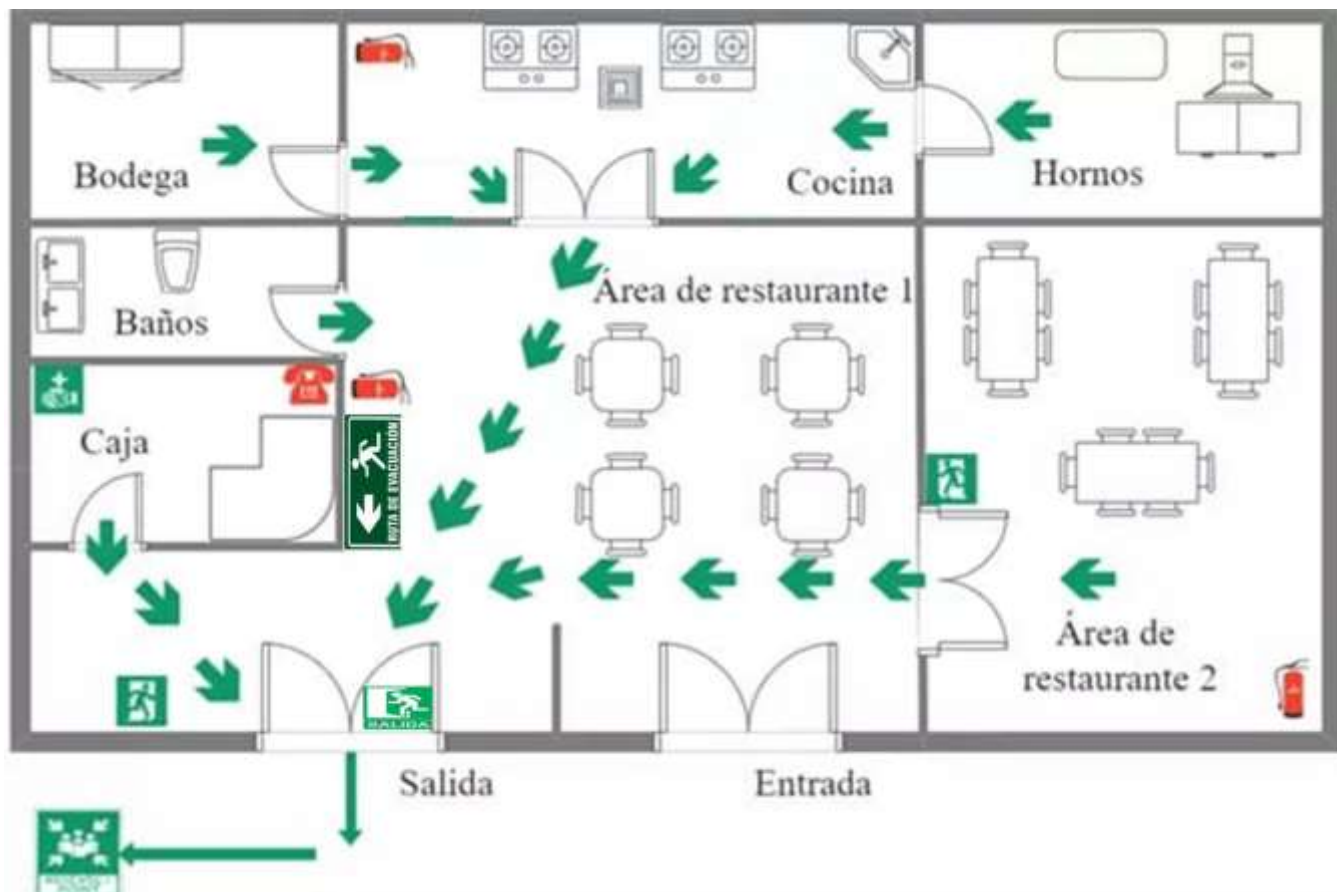 Bodega
Cocina
Hornos
Baños
Área de restaurante 1
Caja
RUTA DE EVACUACIÓN
Área de
restaurante 2
SALIDA
Salida
Entrada